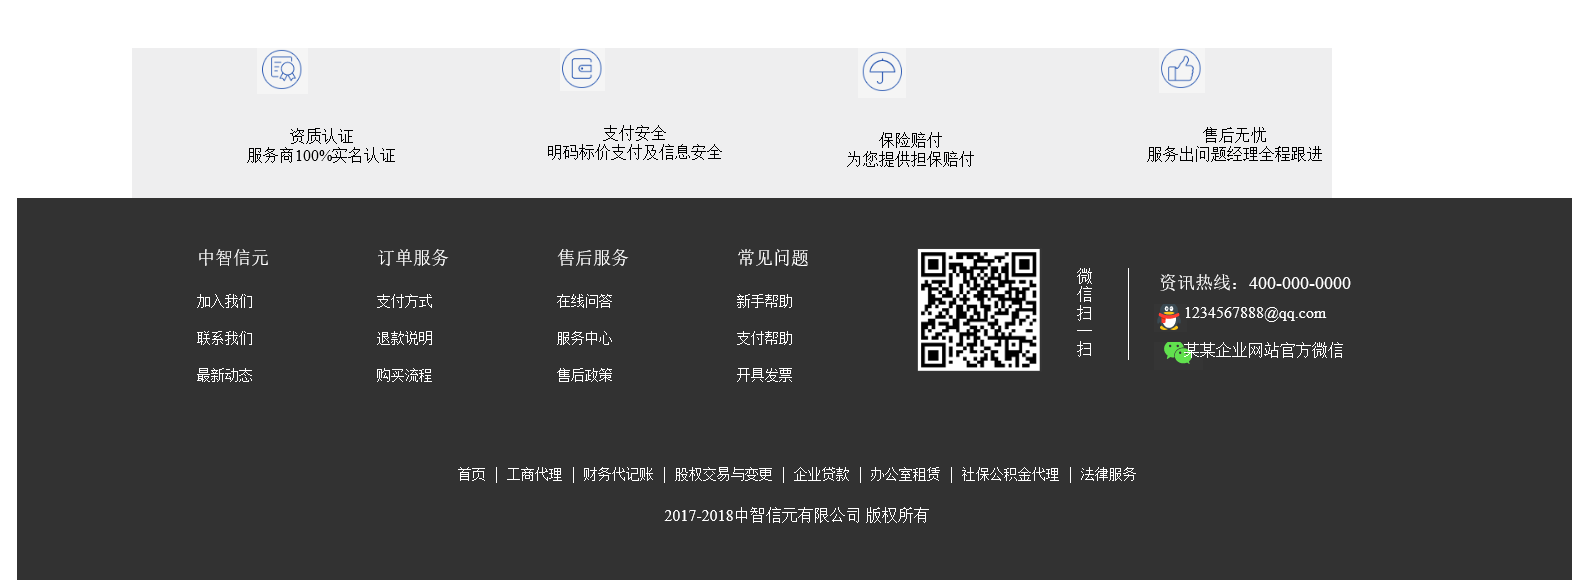 资质认证
服务商100%实名认证
支付安全
明码标价支付及信息安全
保险赔付
为您提供担保赔付
售后无忧
服务出问题经理全程跟进
中智信元
加入我们
联系我们
最新动态
订单服务
支付方式
退款说明
购买流程
售后服务
在线问答
服务中心
售后政策
常见问题
新手帮助
支付帮助
开具发票
微信扫一扫
资讯热线：400-000-0000
1234567888@qq.com
某某企业网站官方微信
首页 | 工商代理 | 财务代记账 | 股权交易与变更 | 企业贷款 | 办公室租赁 | 社保公积金代理 | 法律服务
2017-2018中智信元有限公司 版权所有